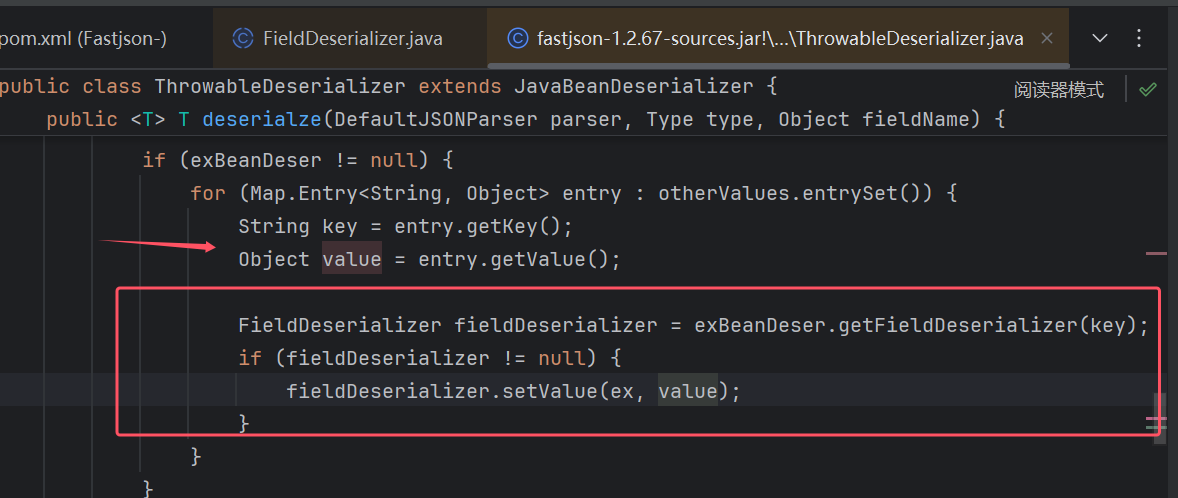 pom.xml (Fastjson-)
FieldDeserializer.java
fastjson-1.2.67-sources.jar!\...\ThrowableDeserializer.java
public class ThrowableDeserializer extends JavaBeanDeserializer {
阅读器模式
public <T> T deserialze(DefaultJSONParser parser, Type type, Object fieldName) {
if (exBeanDeser != null) {
for (Map.Entry<String, Object> entry : otherValues.entrySet()) {
String key = entry.getKey();
Object value = entry.getValue();
FieldDeserializer fieldDeserializer = exBeanDeser.getFieldDeserializer(key);
if (fieldDeserializer != null) {
fieldDeserializer.setValue(ex, value);
}
}
}